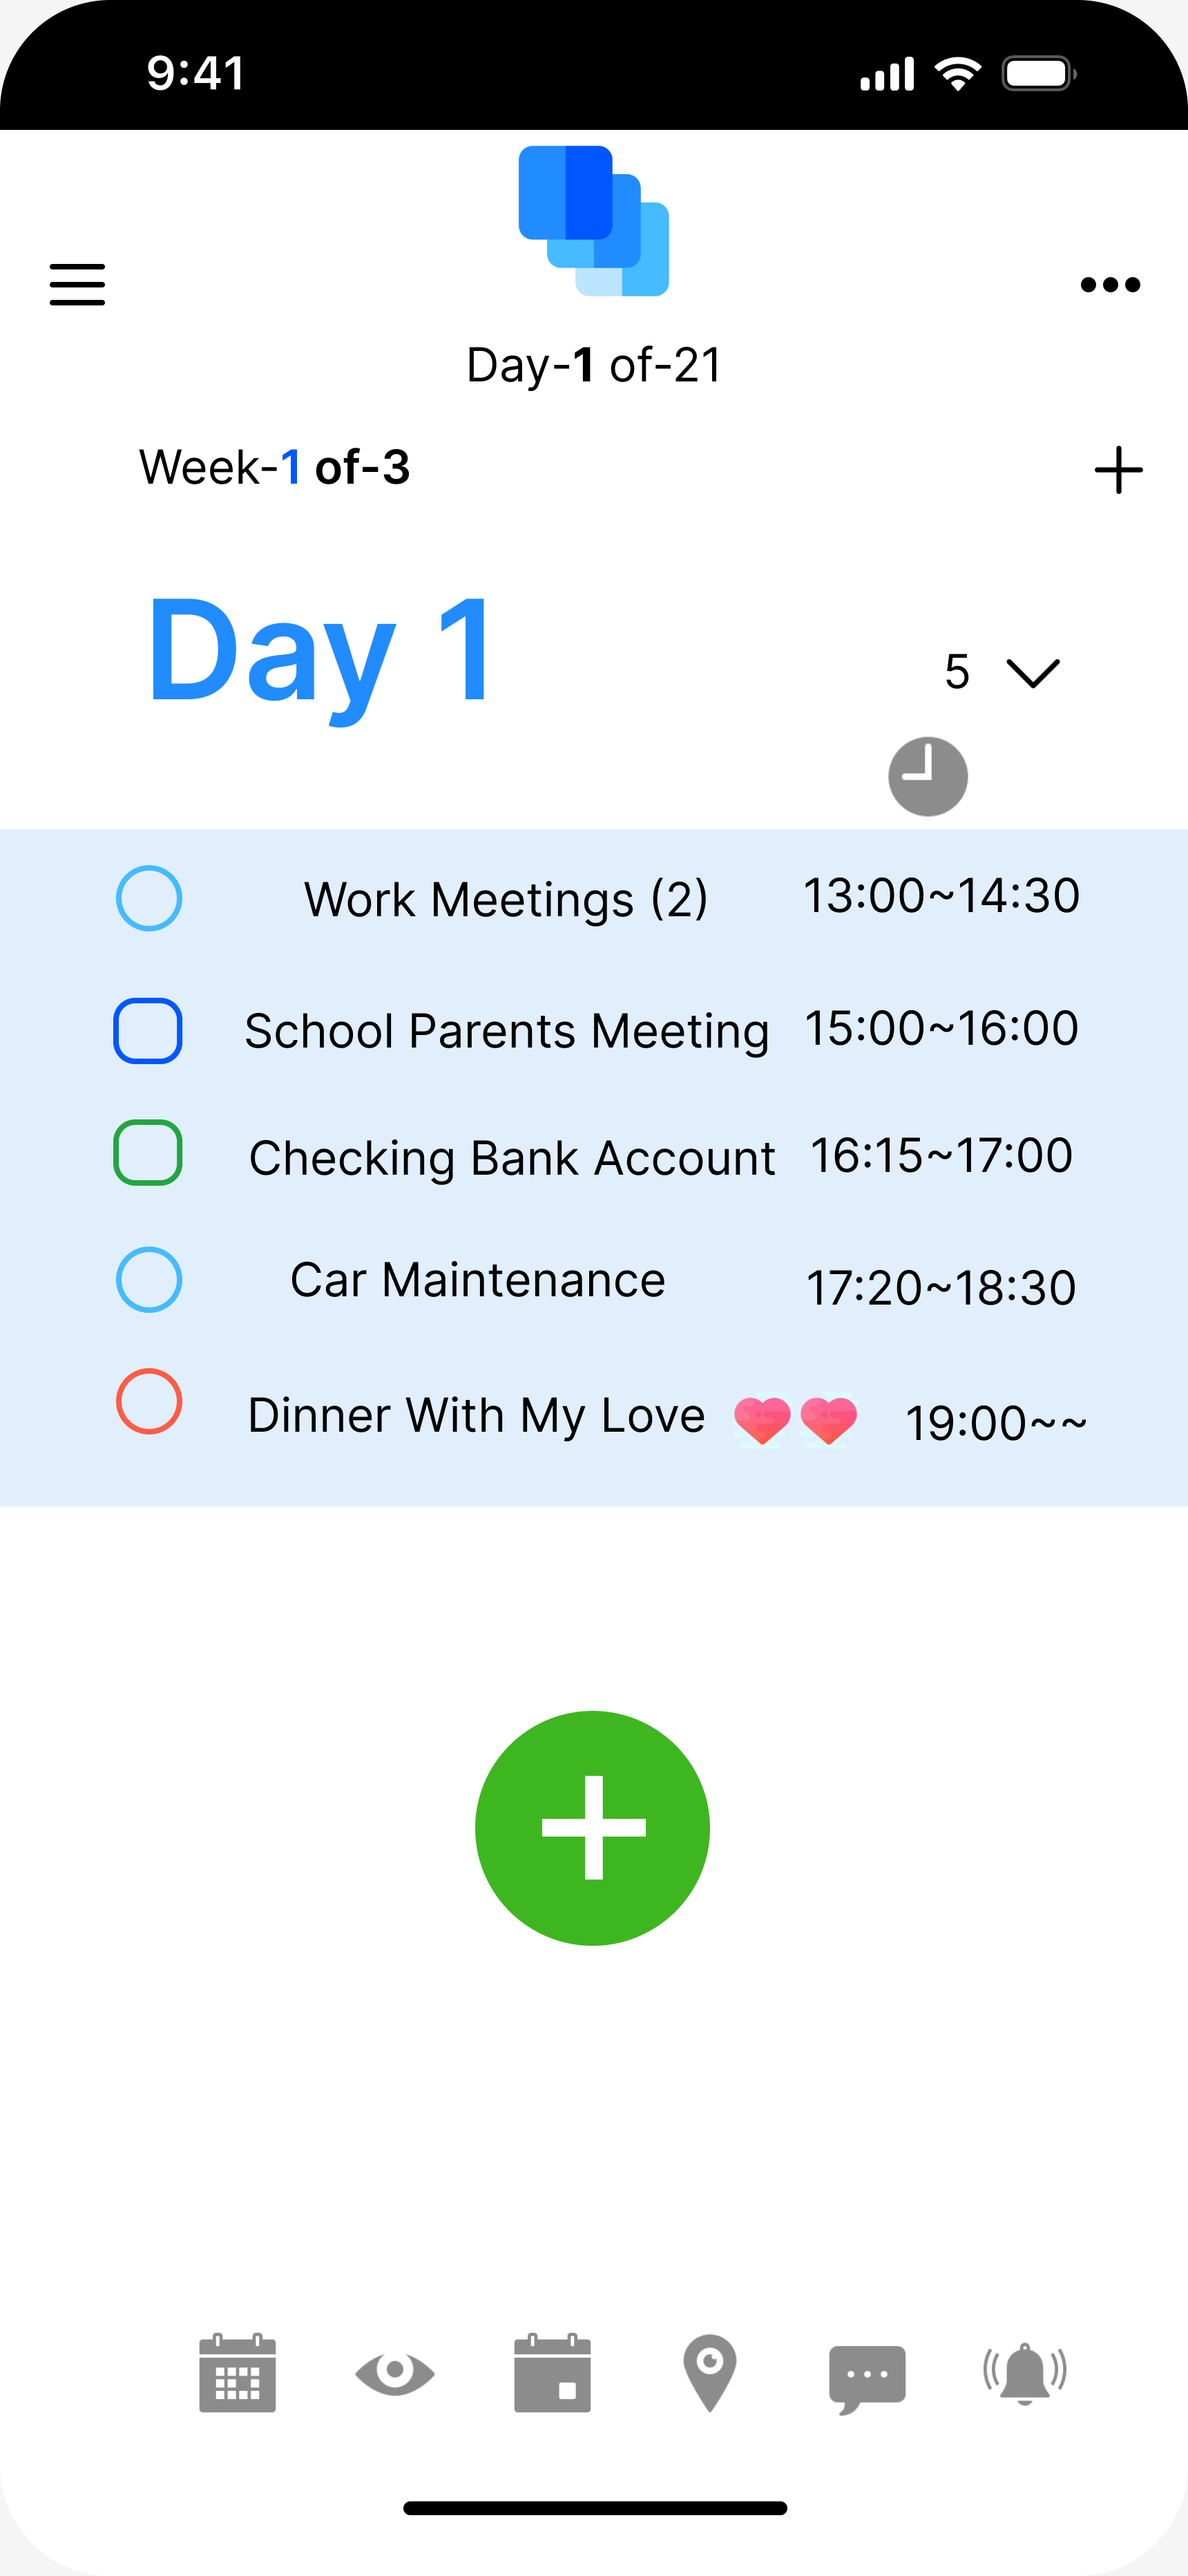 9:41
Day-1 of-21
Week-1 of-3
Day 1
5
Work Meetings (2) 13:00~14:30
School Parents Meeting 15:00~16:00
Checking Bank Account 16:15~17:00
Car Maintenance 17:20~18:30
Dinner With My Love 19:00~~